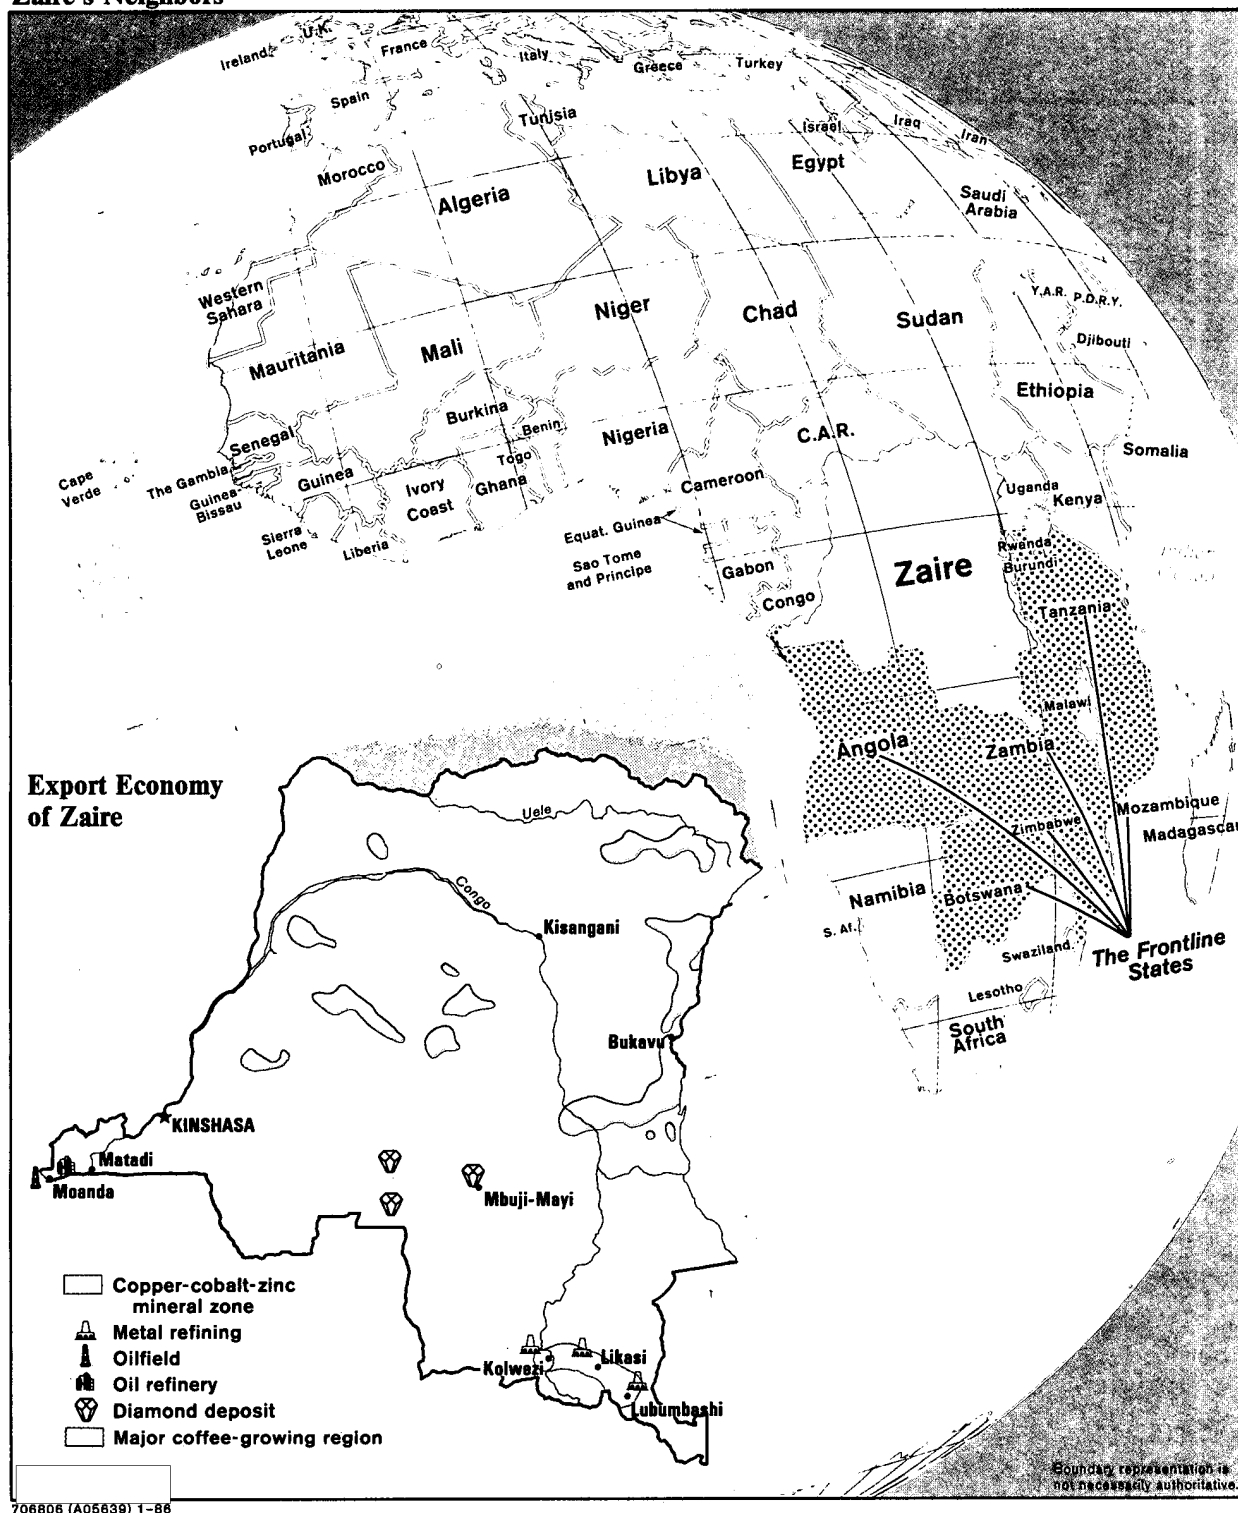 Zaire's Neighbors
Ireland
U.K.
France
Italy
Greece
Turkey
Spain
Portugal
Tunisia
Israel
Iraq
Iran
Morocco
Algeria
Libya
Egypt
Saudi
Arabia
Western
Sahara
Mauritania
Mali
Niger
Chad
Sudan
Y.A.R.
P.D.R.Y.
Djibouti
Ethiopia
Somalia
Cape
Verde
Senegal
The Gambia
Guinea-
Bissau
Guinea
Sierra
Leone
Liberia
Ivory
Coast
Burkina
Ghana
Togo
Benin
Nigeria
Cameroon
C.A.R.
Equat. Guinea
Sao Tome
and Principe
Gabon
Congo
Zaire
Uganda
Kenya
Rwanda
Burundi
Tanzania
Malawi
Angola
Zambia
Mozambique
Zimbabwe
Madagascar
Namibia
Botswana
S. Af.
Swaziland
Lesotho
South
Africa
The Frontline
States
Export Economy
of Zaire
Uele
Congo
Kisangani
Bukavu
KINSHASA
Matadi
Moanda
Mbuji-Mayi
Kolwezi
Likasi
Lubumbashi
Copper-cobalt-zinc
mineral zone
Metal refining
Oilfield
Oil refinery
Diamond deposit
Major coffee-growing region
Boundary representation is
not necessarily authoritative.
706806 (A05639) 1-86